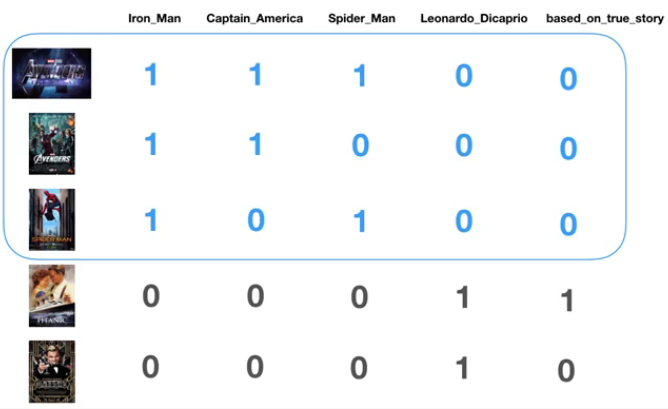 Iron_Man Captain_America Spider_Man Leonardo_Dicaprio based_on_true_story
AVENGERS
1 1 1 0 0
AVENGERS
1 1 0 0 0
SPIDER-MAN
1 0 1 0 0
TITANIC
0 0 0 1 1
0 0 0 1 0